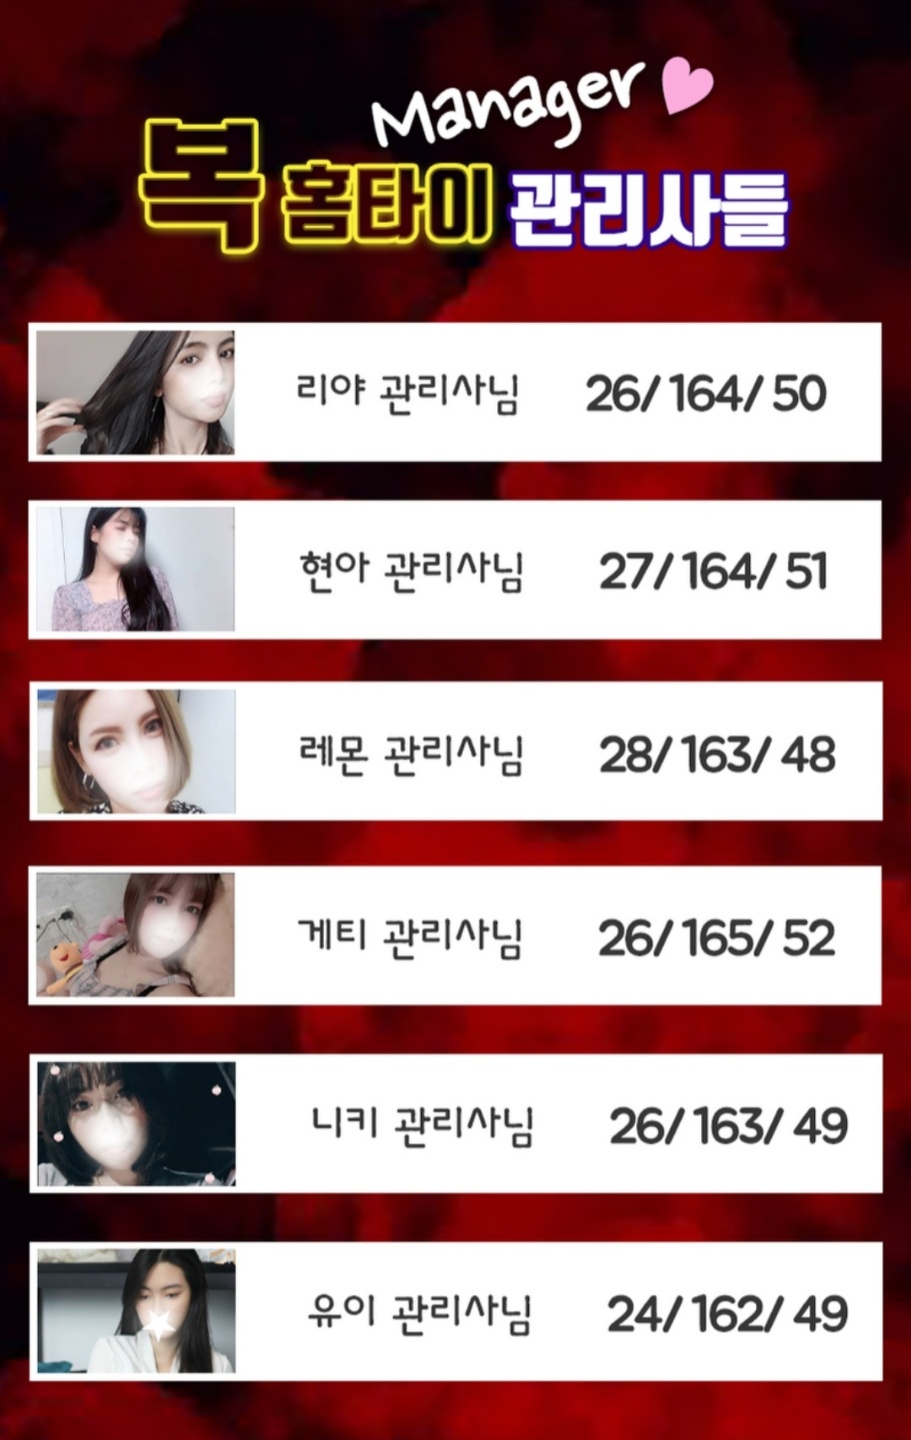 Manager
복 홈타이 관리사들
리야 관리사님 26/ 164/ 50
현아 관리사님 27/ 164/ 51
레몬 관리사님 28/ 163/ 48
게티 관리사님 26/ 165/ 52
니키 관리사님 26/ 163/ 49
유이 관리사님 24/ 162/ 49